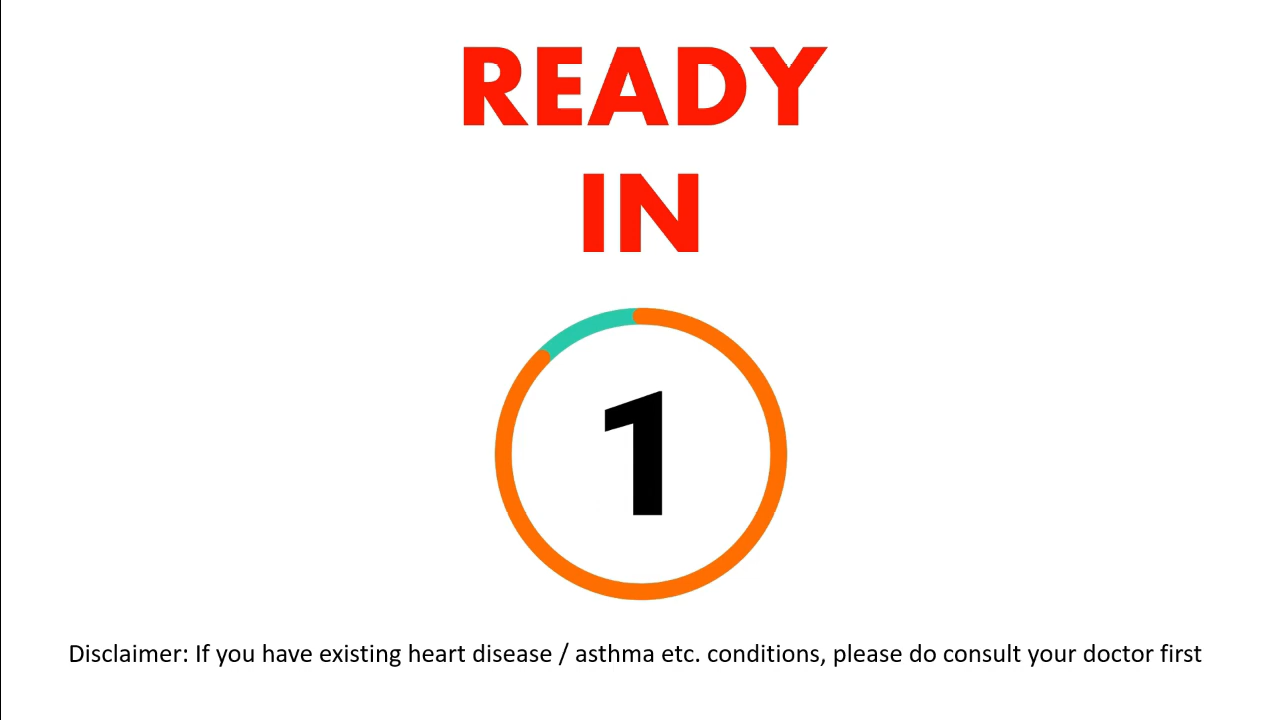 READY
IN
1
Disclaimer: If you have existing heart disease / asthma etc. conditions, please do consult your doctor first